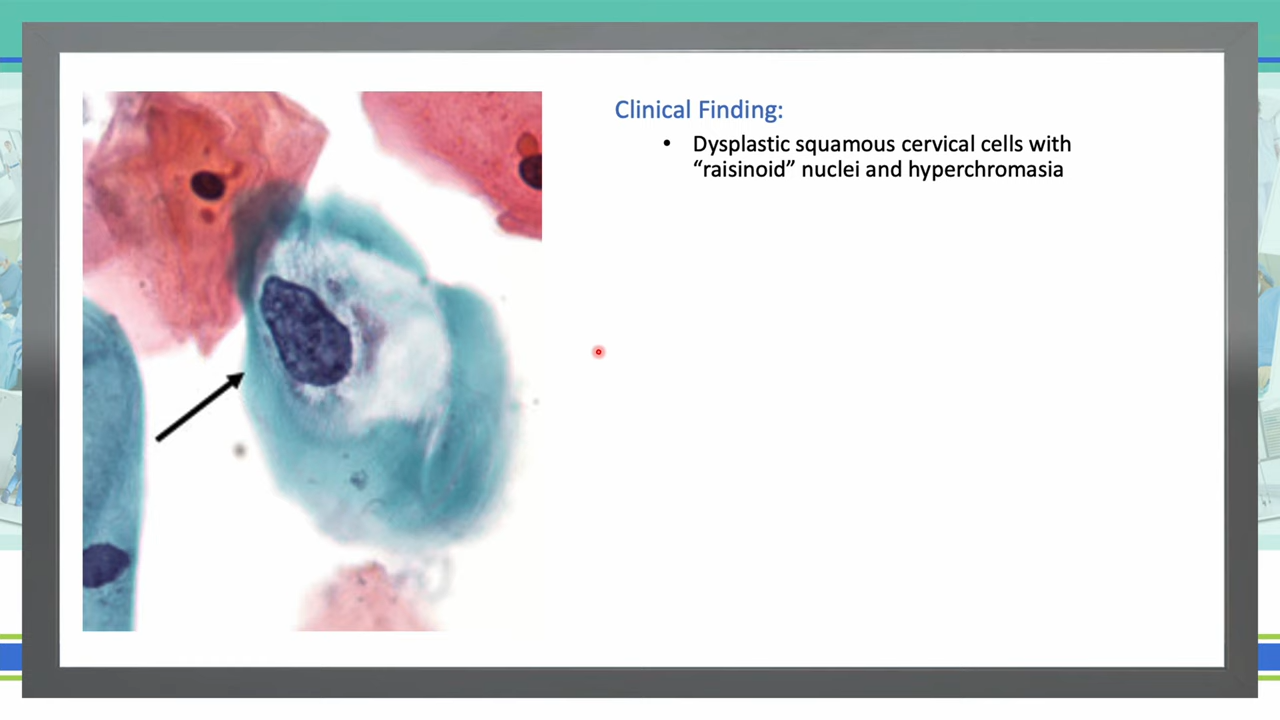 Clinical Finding:
• Dysplastic squamous cervical cells with
“raisinoid” nuclei and hyperchromasia